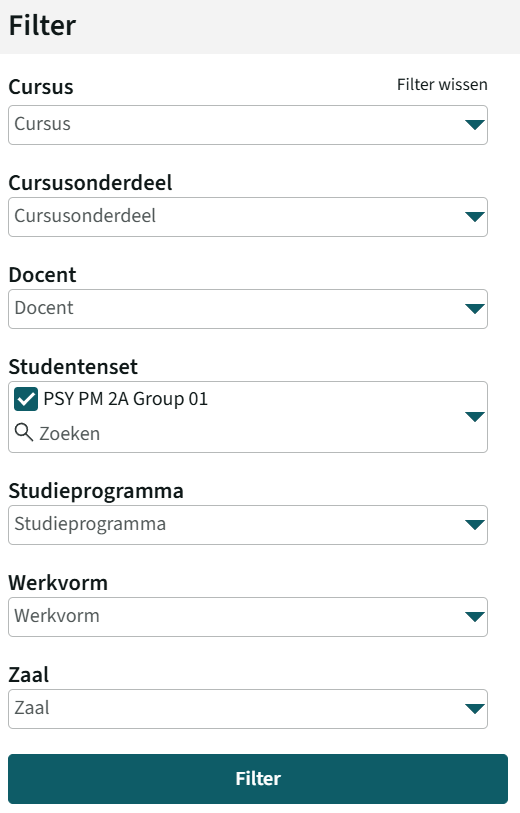 Filter
Cursus
Filter wissen
Cursus
Cursusonderdeel
Cursusonderdeel
Docent
Docent
Studentenset
PSY PM 2A Group 01
Zoeken
Studieprogramma
Studieprogramma
Werkvorm
Werkvorm
Zaal
Zaal
Filter